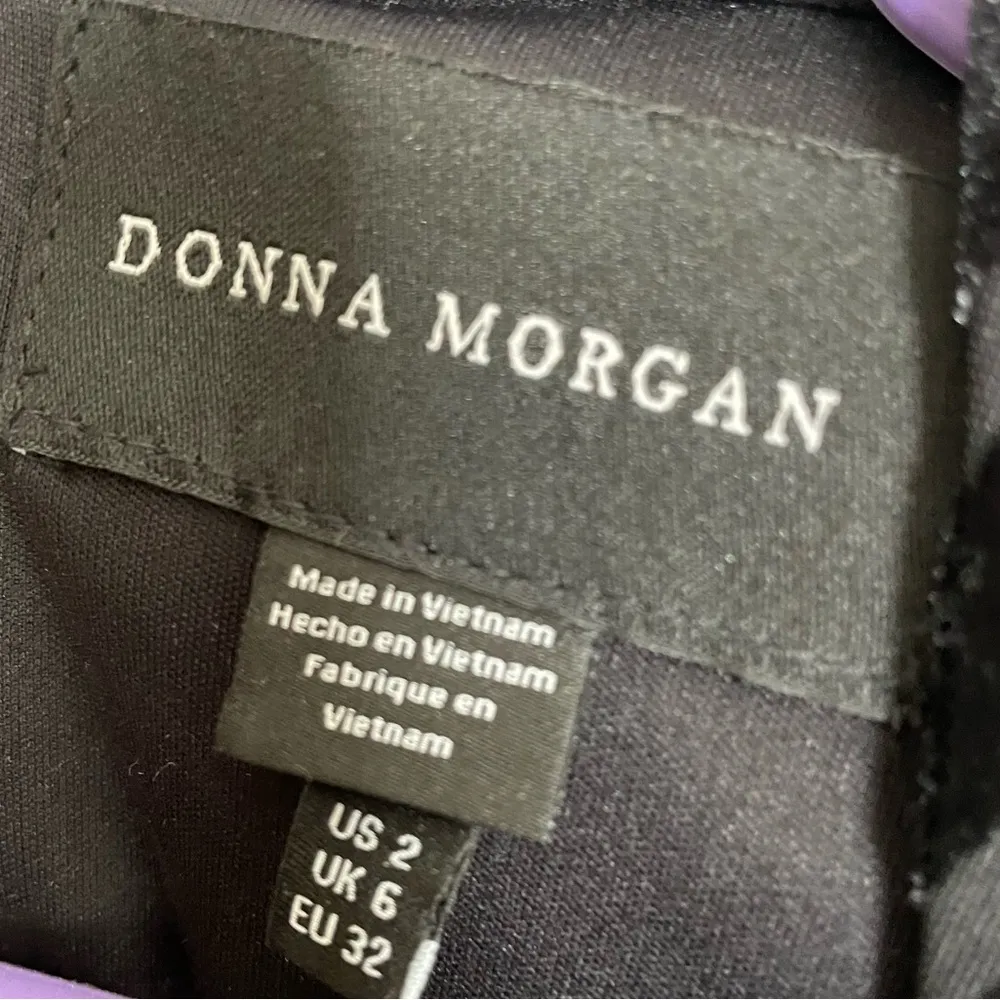 DONNA MORGAN
Made in Vietnam
Hecho en Vietnam
Fabrique en
Vietnam
US 2
UK 6
EU 32